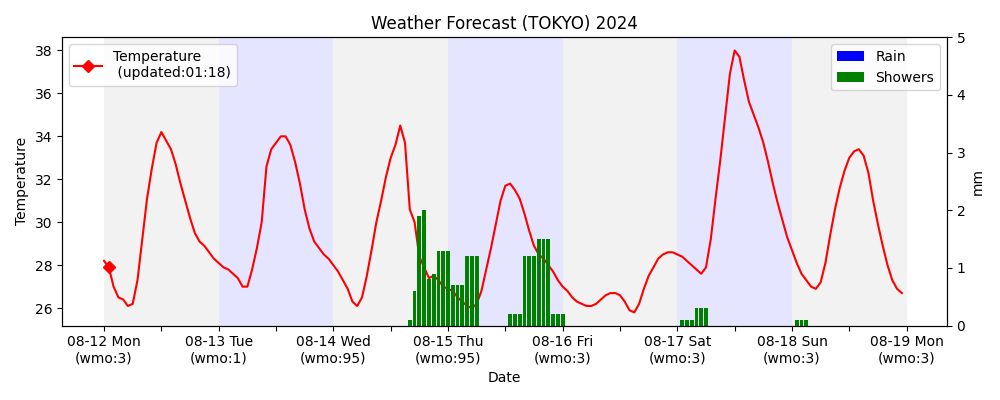 Weather Forecast (TOKYO) 2024
Temperature
(updated:01:18)
Rain
Showers
38
36
34
32
30
28
26
Temperature
5
4
3
2
1
0
mm
08-12 Mon
(wmo:3)
08-13 Tue
(wmo:1)
08-14 Wed
(wmo:95)
08-15 Thu
(wmo:95)
08-16 Fri
(wmo:3)
08-17 Sat
(wmo:3)
08-18 Sun
(wmo:3)
08-19 Mon
(wmo:3)
Date